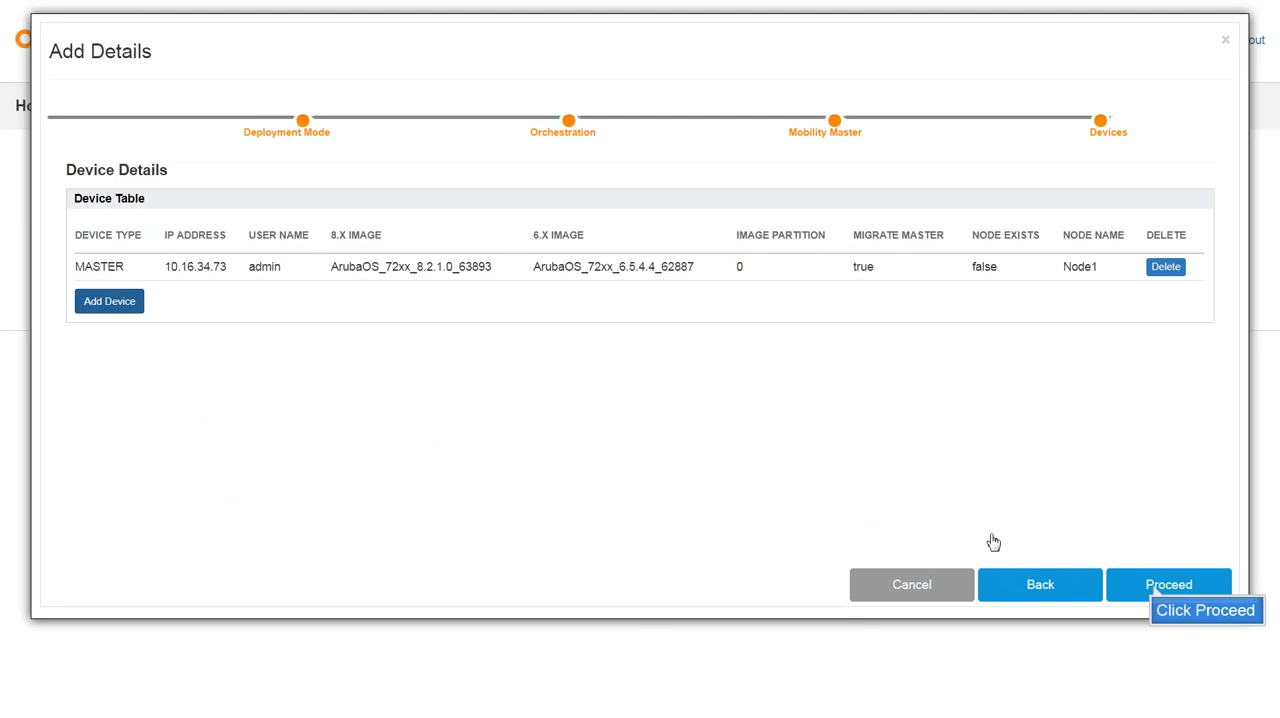 Add Details
×
out
Deployment Mode Orchestration Mobility Master Devices
Device Details
Device Table
DEVICE TYPE IP ADDRESS USER NAME 8.X IMAGE 6.X IMAGE IMAGE PARTITION MIGRATE MASTER NODE EXISTS NODE NAME DELETE
MASTER 10.16.34.73 admin ArubaOS_72xx_8.2.1.0_63893 ArubaOS_72xx_6.5.4.4_62887 0 true false Node1 Delete
Add Device
Cancel Back Proceed
Click Proceed